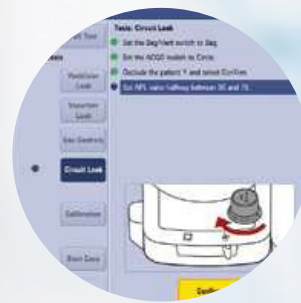 Tests: Circuit Leak
Set the Bag/Vent switch to Bag.
Set the ACGO switch to Circle.
Occlude the patient Y and select Confirm.
Set APL valve halfway between 30 and 70.
Ventilator
Leak
Vaporizer
Leak
Gas Controls
Circuit Leak
Calibration
Start Case